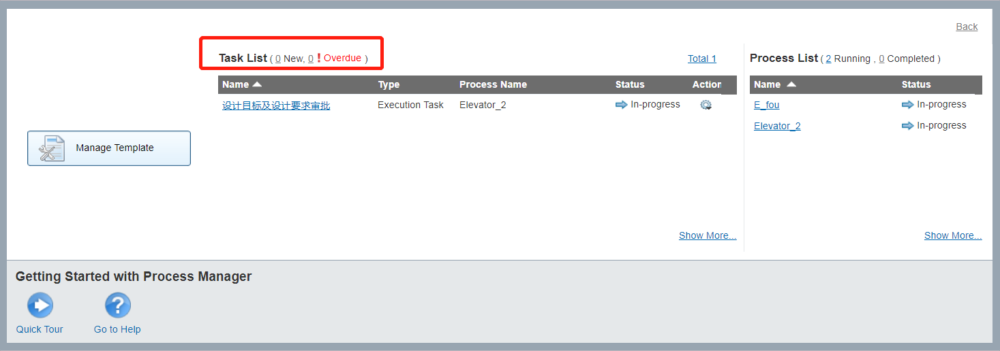 Back
Task List ( 0 New, 0 ! Overdue )
Total 1
Name Type Process Name Status Action
设计目标及设计要求审批 Execution Task Elevator_2 In-progress
Show More...
Process List ( 2 Running , 0 Completed )
Name Status
E_fou In-progress
Elevator_2 In-progress
Show More...
Manage Template
Getting Started with Process Manager
Quick Tour
Go to Help